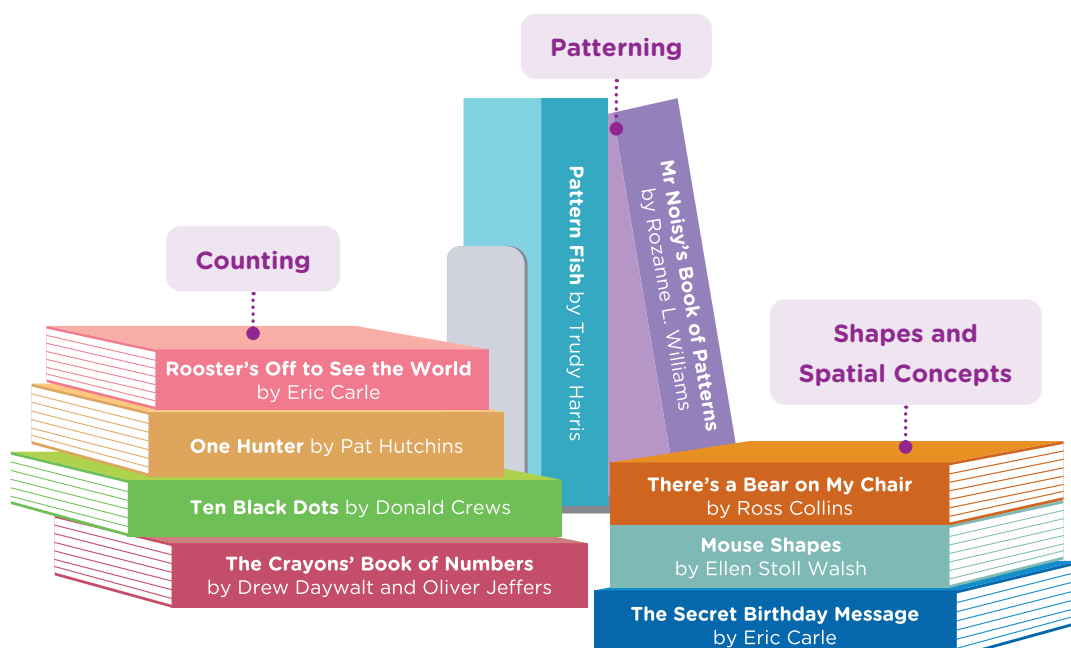 Patterning
Pattern Fish by Trudy Harris
Mr Noisy's Book of Patterns
by Rozanne L. Williams
Counting
Rooster's Off to See the World
by Eric Carle
One Hunter by Pat Hutchins
Ten Black Dots by Donald Crews
The Crayons' Book of Numbers
by Drew Daywalt and Oliver Jeffers
Shapes and
Spatial Concepts
There's a Bear on My Chair
by Ross Collins
Mouse Shapes
by Ellen Stoll Walsh
The Secret Birthday Message
by Eric Carle